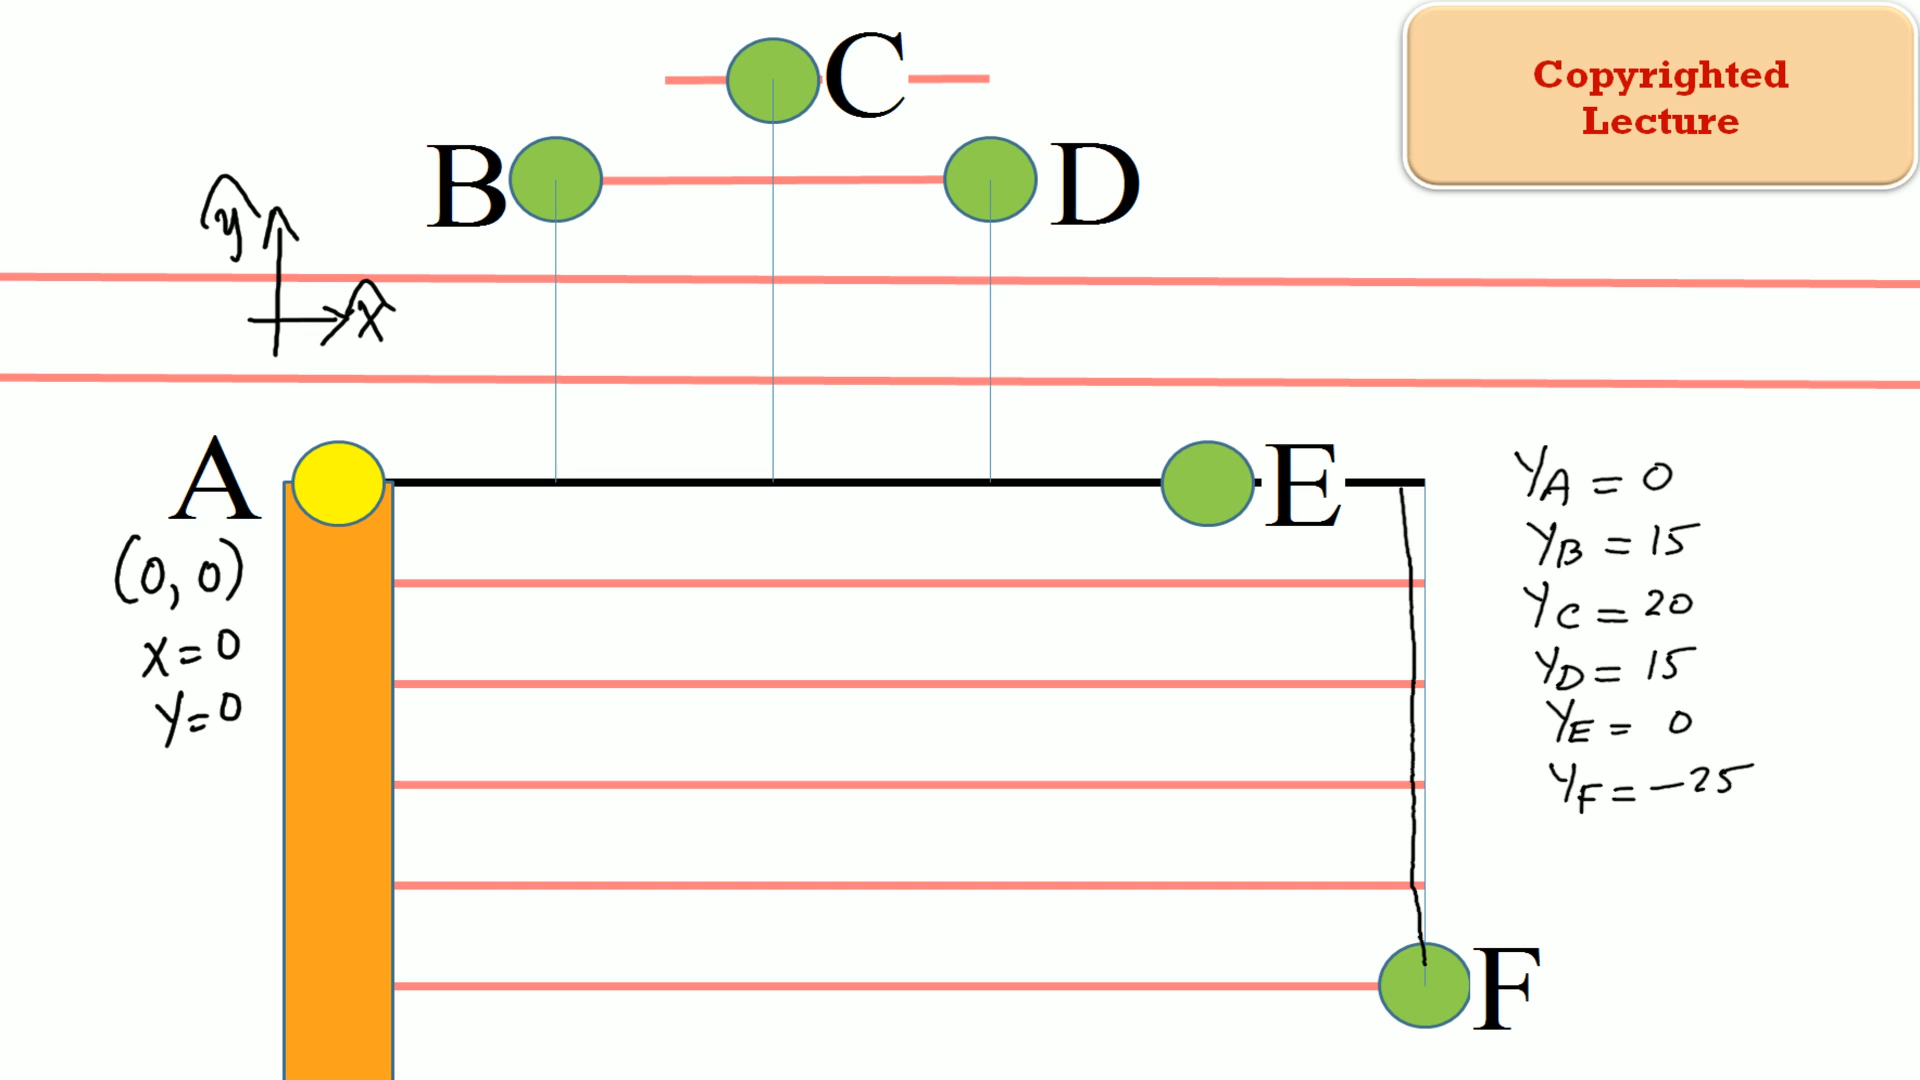 C
Copyrighted
Lecture
B
D
ŷ
x̂
A
E
(0, 0)
x=0
y=0
YA = 0
YB = 15
YC = 20
YD = 15
YE = 0
YF = -25
F